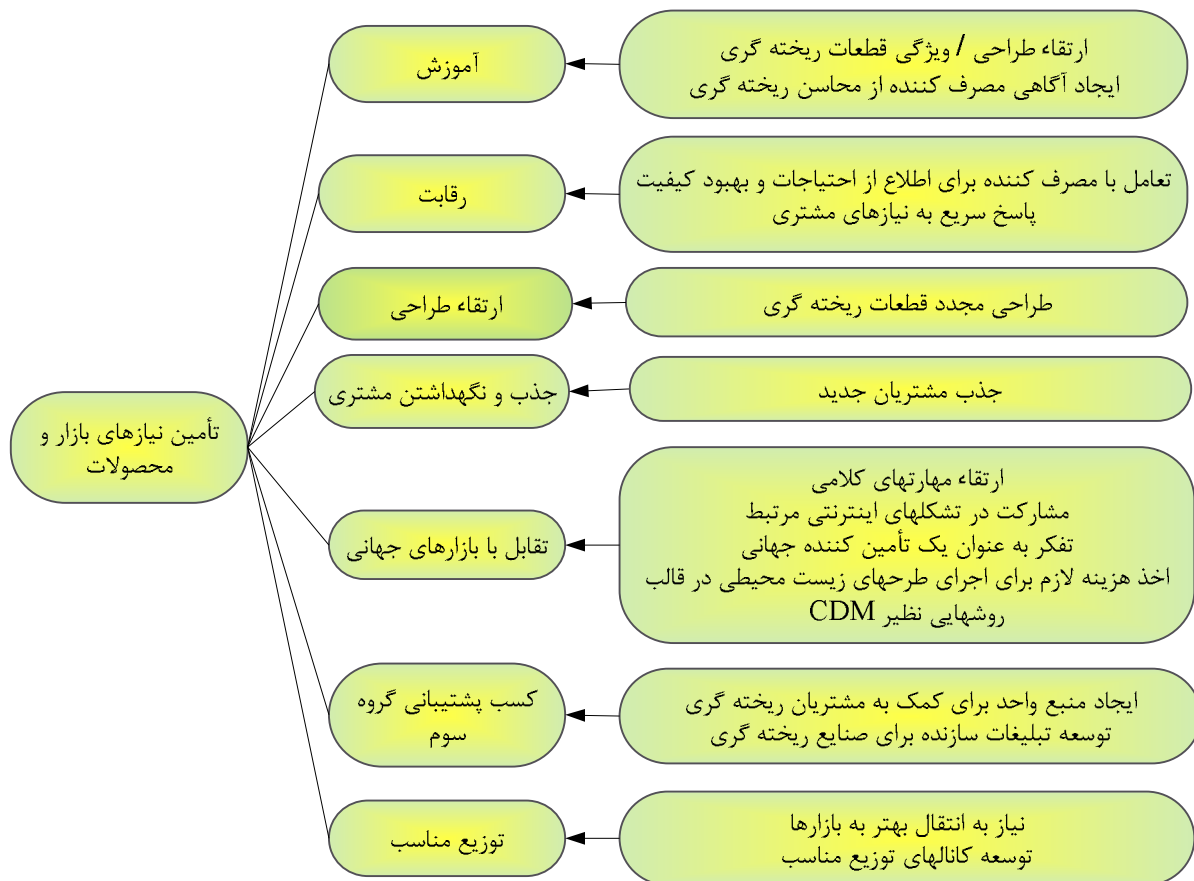 ارتقاء طراحی / ویژگی قطعات ریخته گری
ایجاد آگاهی مصرف کننده از محاسن ریخته گری
آموزش
تعامل با مصرف کننده برای اطلاع از احتیاجات و بهبود کیفیت
پاسخ سریع به نیازهای مشتری
رقابت
طراحی مجدد قطعات ریخته گری
ارتقاء طراحی
جذب مشتریان جدید
جذب و نگهداشتن مشتری
تأمین نیازهای بازار و
محصولات
ارتقاء مهارتهای کلامی
مشارکت در تشکلهای اینترنتی مرتبط
تفکر به عنوان یک تأمین کننده جهانی
اخذ هزینه لازم برای اجرای طرحهای زیست محیطی در قالب
روشهایی نظیر CDM
تقابل با بازارهای جهانی
ایجاد منبع واحد برای کمک به مشتریان ریخته گری
توسعه تبلیغات سازنده برای صنایع ریخته گری
کسب پشتیبانی گروه
سوم
نیاز به انتقال بهتر به بازارها
توسعه کانالهای توزیع مناسب
توزیع مناسب